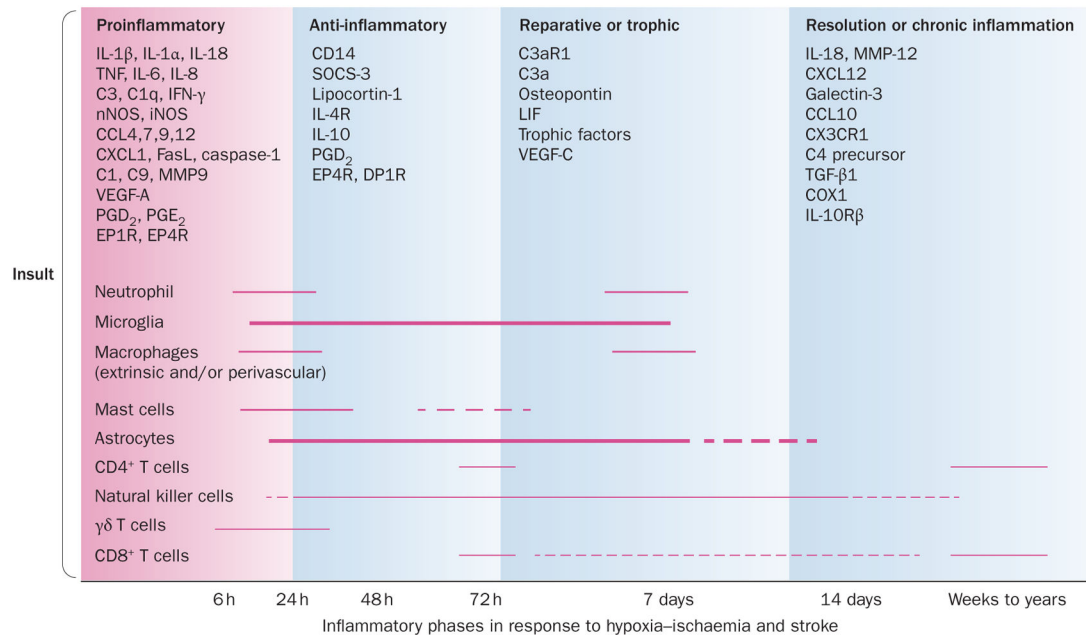 Insult
Proinflammatory
IL-1β, IL-1α, IL-18
TNF, IL-6, IL-8
C3, C1q, IFN-γ
nNOS, iNOS
CCL4,7,9,12
CXCL1, FasL, caspase-1
C1, C9, MMP9
VEGF-A
PGD₂, PGE₂
EP1R, EP4R
Anti-inflammatory
CD14
SOCS-3
Lipocortin-1
IL-4R
IL-10
PGD₂
EP4R, DP1R
Reparative or trophic
C3aR1
C3a
Osteopontin
LIF
Trophic factors
VEGF-C
Resolution or chronic inflammation
IL-18, MMP-12
CXCL12
Galectin-3
CCL10
CX3CR1
C4 precursor
TGF-β1
COX1
IL-10Rβ
Neutrophil
Microglia
Macrophages
(extrinsic and/or perivascular)
Mast cells
Astrocytes
CD4⁺ T cells
Natural killer cells
γδ T cells
CD8⁺ T cells
6 h 24 h 48 h 72 h 7 days 14 days Weeks to years
Inflammatory phases in response to hypoxia–ischaemia and stroke